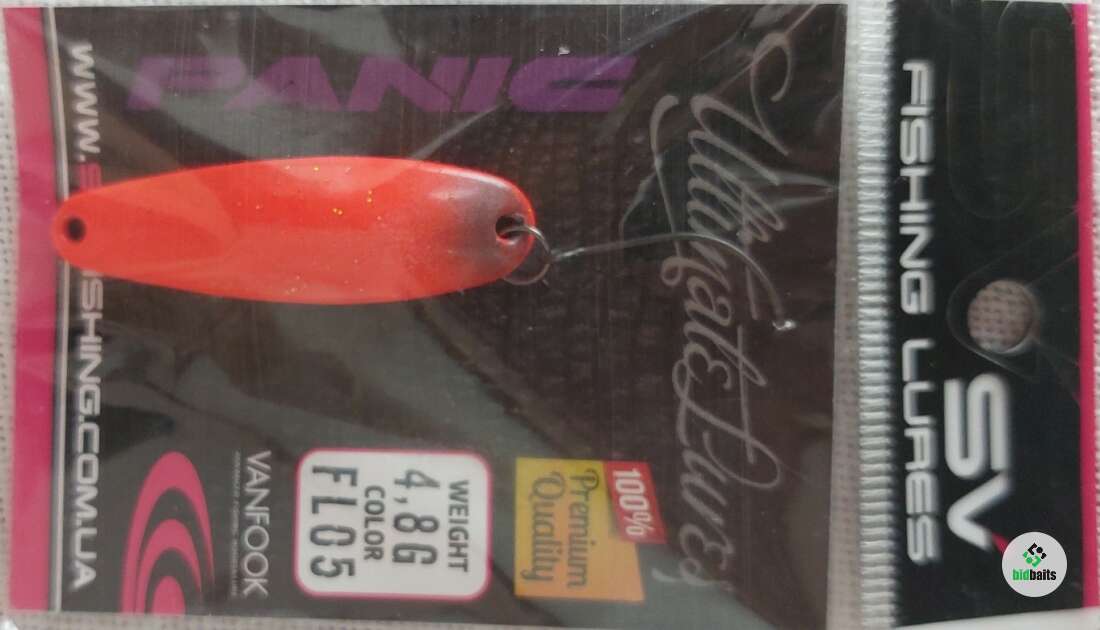 SV
FISHING LURES
Ultimate Lures
PANIC
100%
Premium
Quality
WEIGHT
4,8G
COLOR
FL05
VANFOOK
WWW.S
ISHING.COM.UA
bidbaits